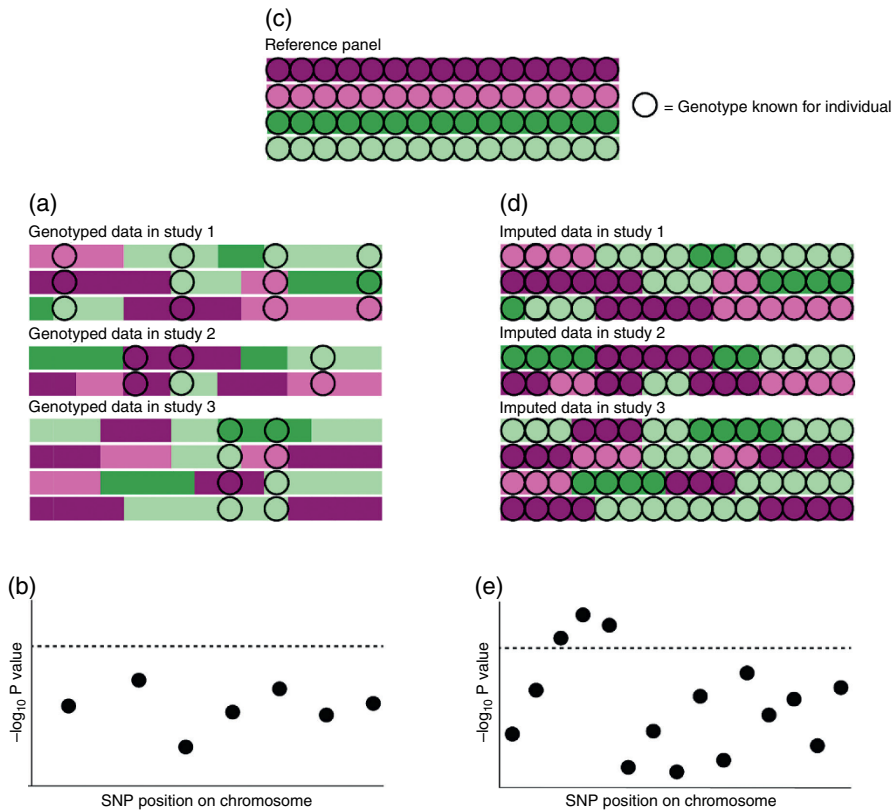 (c)
Reference panel
= Genotype known for individual
(a)
Genotyped data in study 1
Genotyped data in study 2
Genotyped data in study 3
(d)
Imputed data in study 1
Imputed data in study 2
Imputed data in study 3
(b)
–log10 P value
SNP position on chromosome
(e)
–log10 P value
SNP position on chromosome